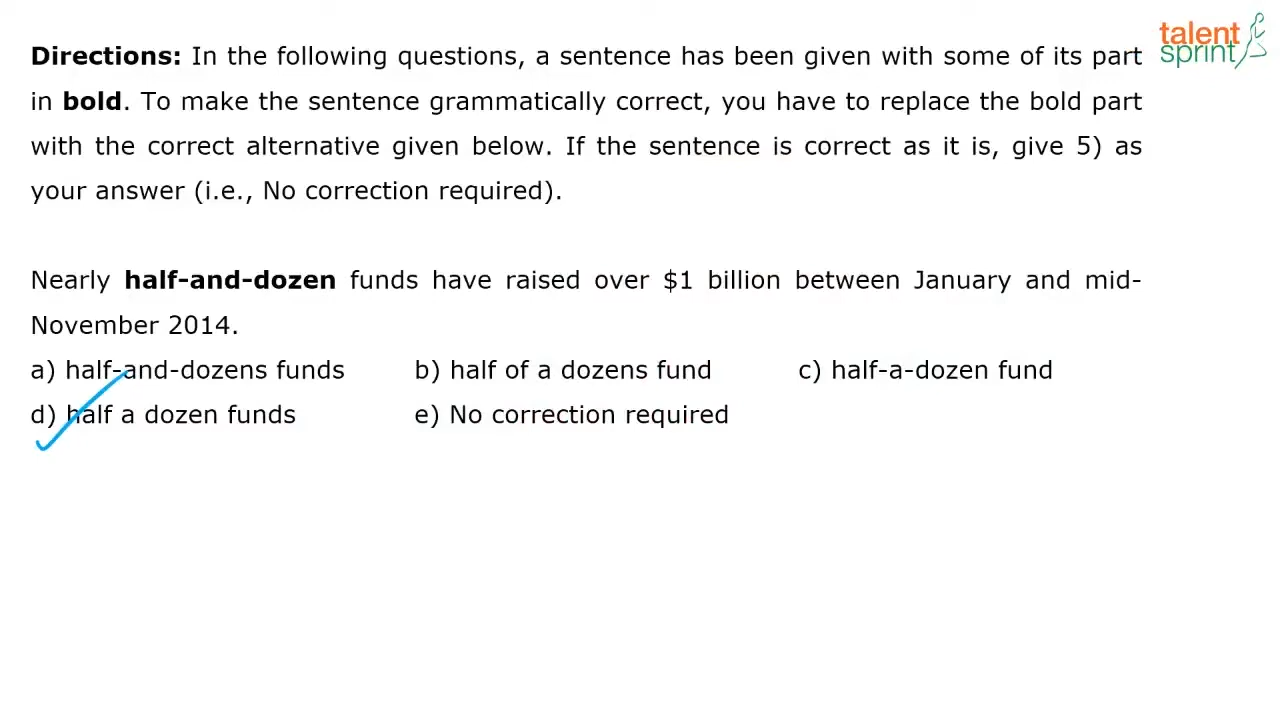 talent
sprint
Directions: In the following questions, a sentence has been given with some of its part
in bold. To make the sentence grammatically correct, you have to replace the bold part
with the correct alternative given below. If the sentence is correct as it is, give 5) as
your answer (i.e., No correction required).
Nearly half-and-dozen funds have raised over $1 billion between January and mid-
November 2014.
a) half-and-dozens funds b) half of a dozens fund c) half-a-dozen fund
d) half a dozen funds e) No correction required